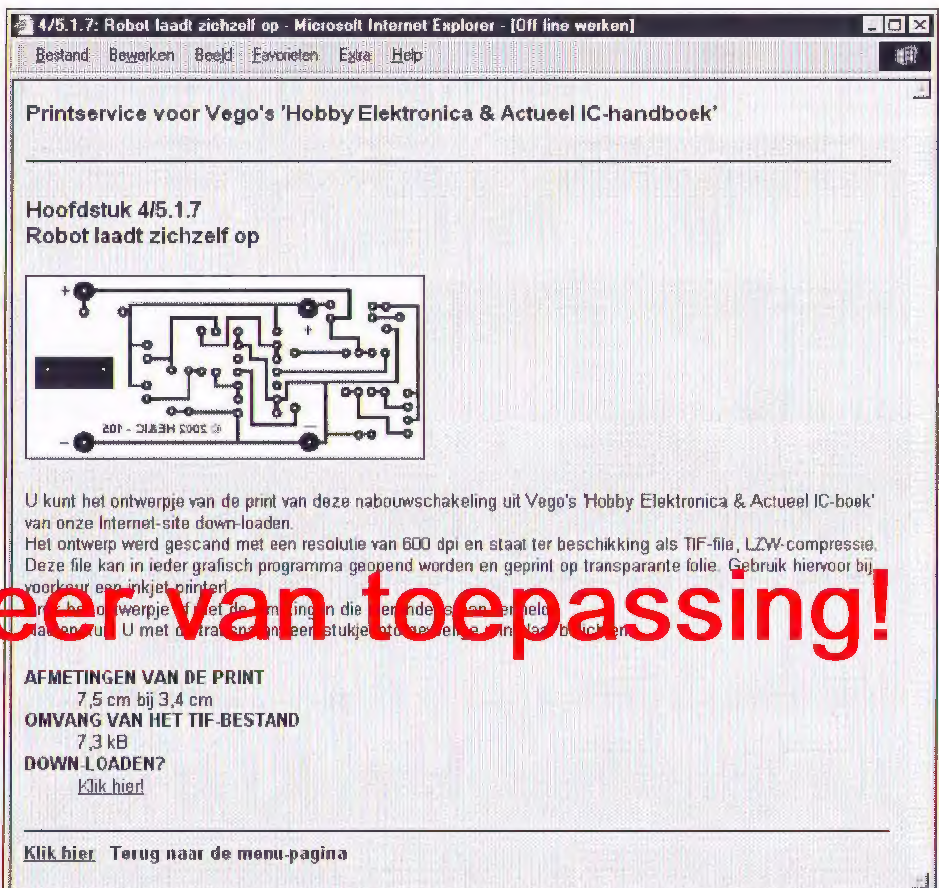 4/5.1.7: Robot laadt zichzelf op - Microsoft Internet Explorer - [Off line werken]
Bestand Bewerken Beeld Favorieten Extra Help
Printservice voor Vego's 'Hobby Elektronica & Actueel IC-handboek'
Hoofdstuk 4/5.1.7
Robot laadt zichzelf op
+
+
© 2002 HE&IC - 105
-
-
U kunt het ontwerpje van de print van deze nabouwschakeling uit Vego's 'Hobby Elektronica & Actueel IC-boek'
van onze Internet-site down-loaden.
Het ontwerp werd gescand met een resolutie van 600 dpi en staat ter beschikking als TIF-file, LZW-compressie.
Deze file kan in ieder grafisch programma geopend worden en geprint op transparante folie. Gebruik hiervoor bij
voorkeur een inkjet-printer!
eer van toepassing!
AFMETINGEN VAN DE PRINT
7,5 cm bij 3,4 cm
OMVANG VAN HET TIF-BESTAND
7,3 kB
DOWN-LOADEN?
Klik hier!
Klik hier Terug naar de menu-pagina